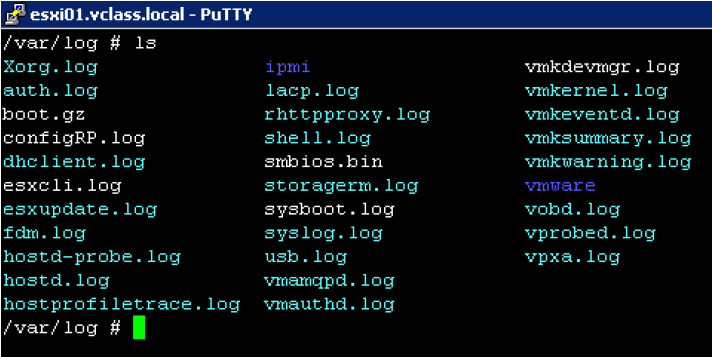 esxi01.vclass.local - PuTTY
/var/log # ls
Xorg.log ipmi vmkdevmgr.log
auth.log lacp.log vmkernel.log
boot.gz rhttpproxy.log vmkeventd.log
configRP.log shell.log vmksummary.log
dhclient.log smbios.bin vmkwarning.log
esxcli.log storagerm.log vmware
esxupdate.log sysboot.log vobd.log
fdm.log syslog.log vprobed.log
hostd-probe.log usb.log vpxa.log
hostd.log vmamqpd.log
hostprofiletrace.log vmauthd.log
/var/log #